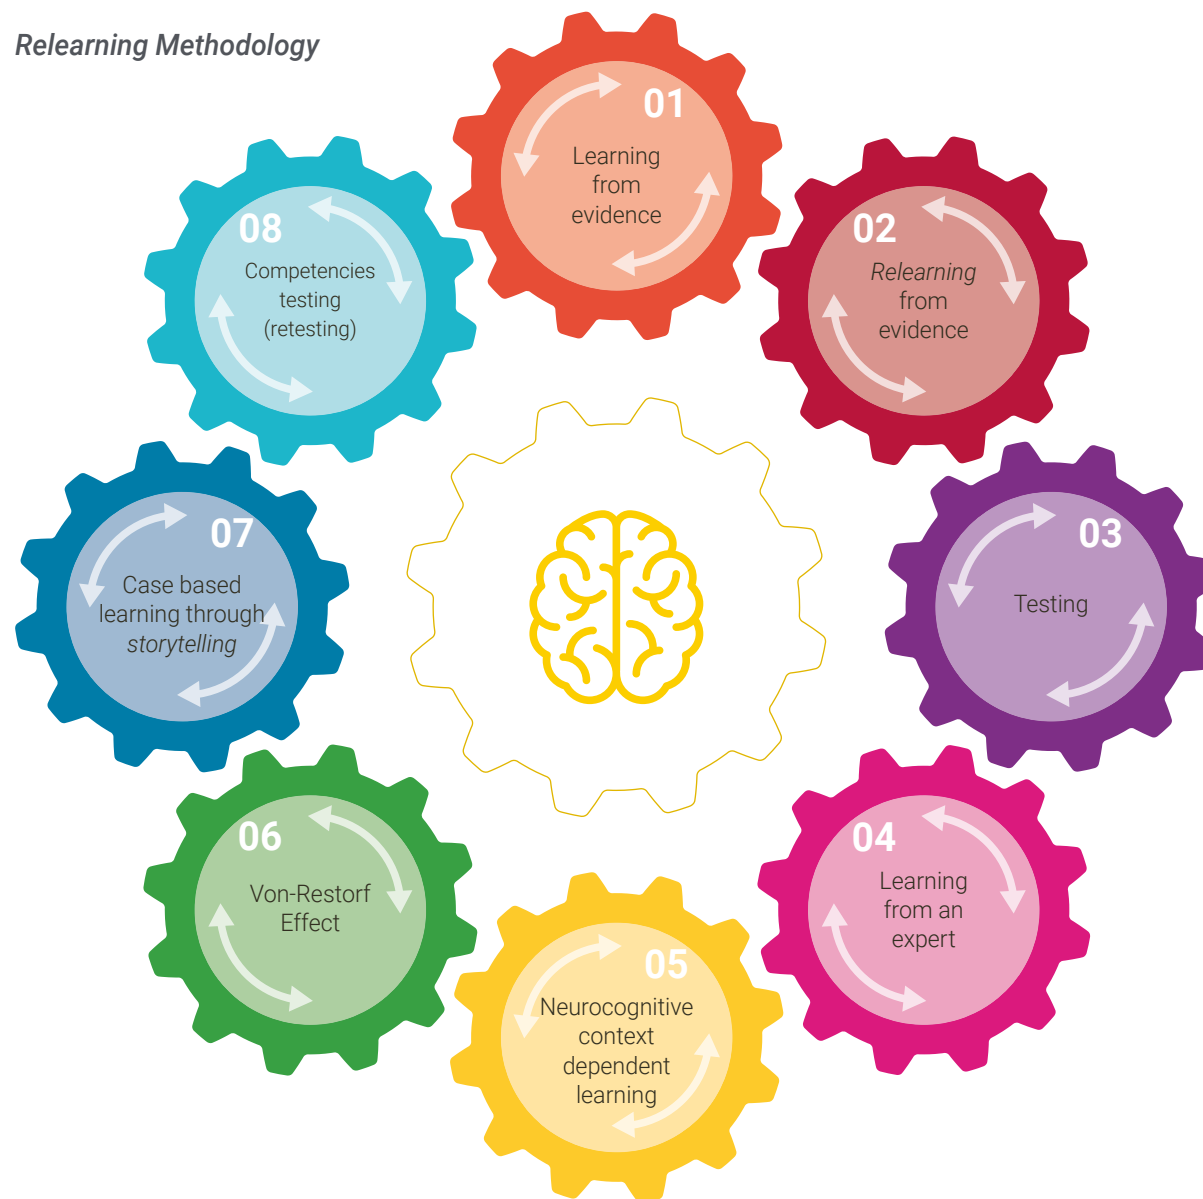 Relearning Methodology
01
Learning
from
evidence
02
Relearning
from
evidence
03
Testing
04
Learning
from an
expert
05
Neurocognitive
context
dependent
learning
06
Von-Restorf
Effect
07
Case based
learning through
storytelling
08
Competencies
testing
(retesting)